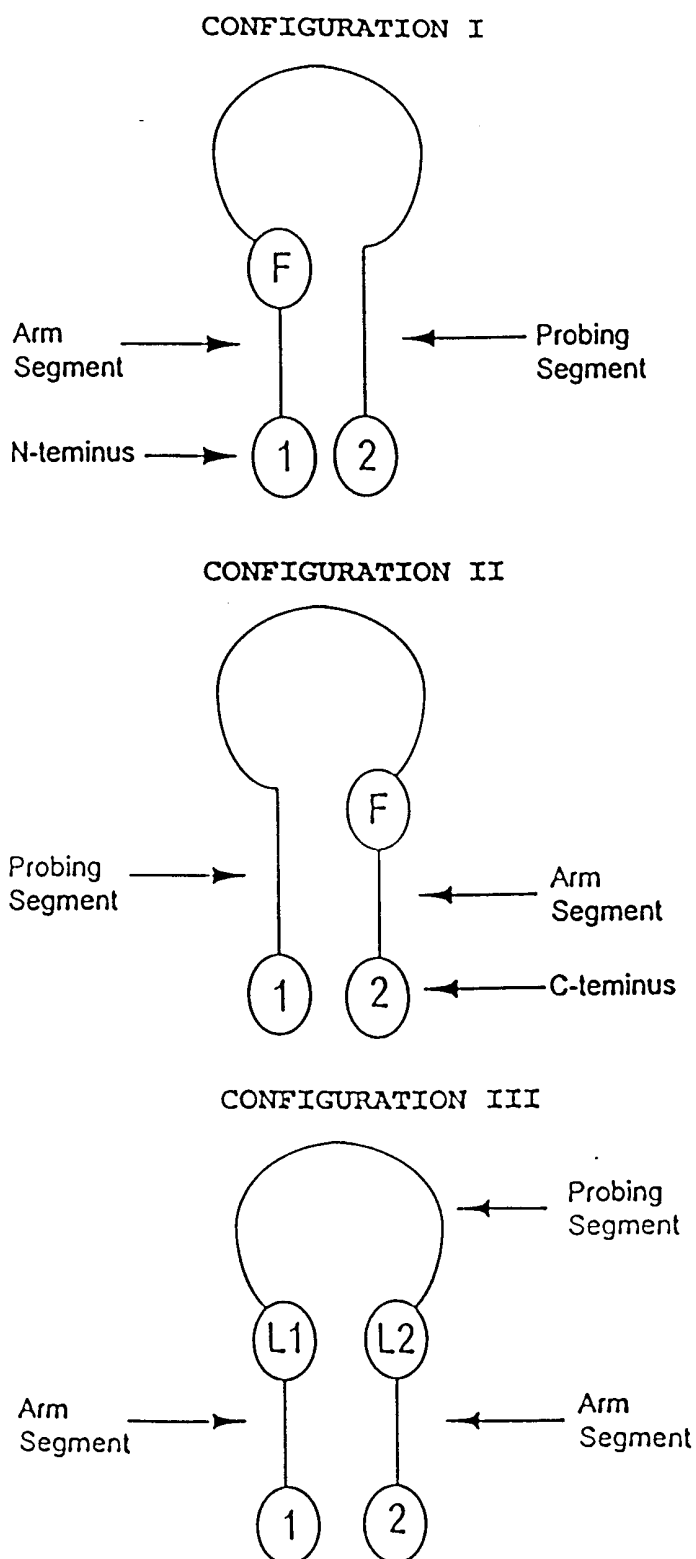 CONFIGURATION I
F
Arm
Segment
Probing
Segment
N-teminus
1
2
CONFIGURATION II
F
Probing
Segment
Arm
Segment
1
2
C-teminus
CONFIGURATION III
Probing
Segment
L1
L2
Arm
Segment
Arm
Segment
1
2